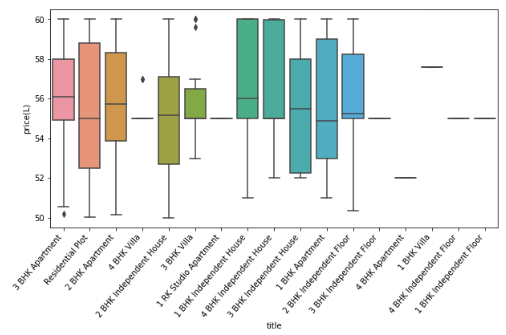 60
58
56
54
52
50
price(L)
3 BHK Apartment
Residential Plot
2 BHK Apartment
4 BHK Villa
2 BHK Independent House
3 BHK Villa
1 RK Studio Apartment
1 BHK Independent House
4 BHK Independent House
3 BHK Independent House
1 BHK Apartment
2 BHK Independent Floor
3 BHK Independent Floor
4 BHK Apartment
1 BHK Villa
4 BHK Independent Floor
1 BHK Independent Floor
title